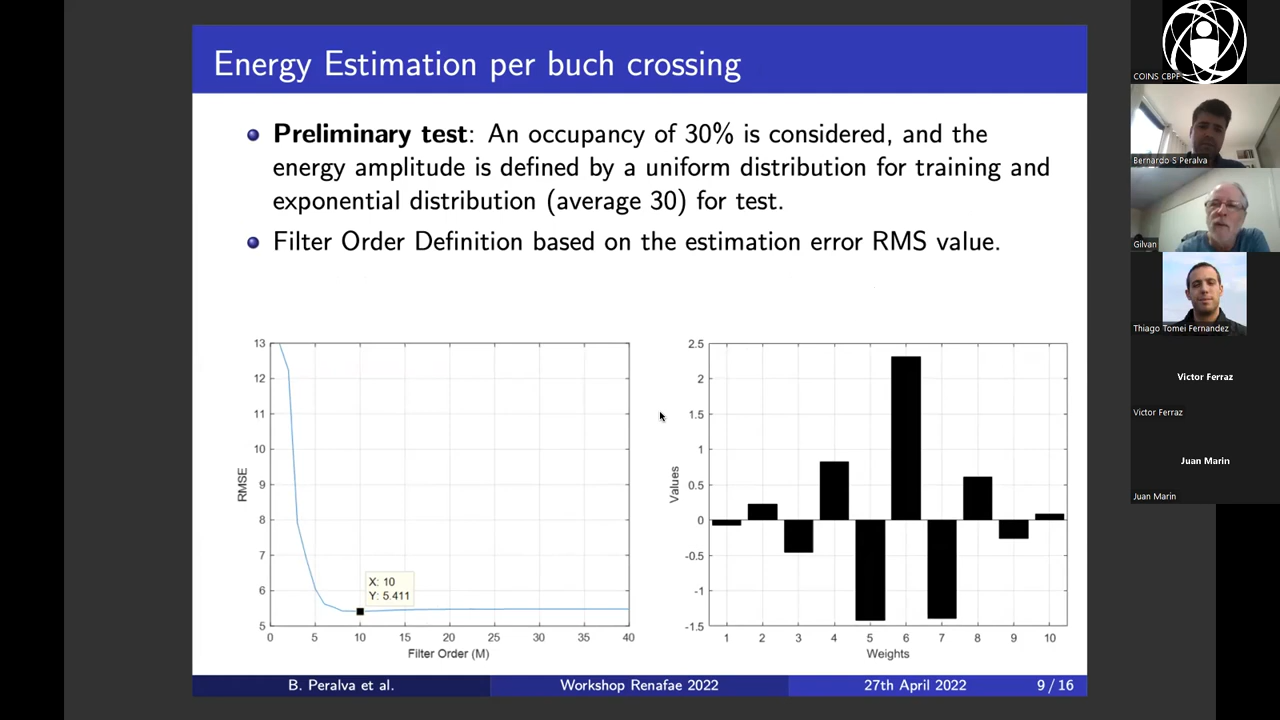 Energy Estimation per buch crossing
Preliminary test: An occupancy of 30% is considered, and the
energy amplitude is defined by a uniform distribution for training and
exponential distribution (average 30) for test.
Filter Order Definition based on the estimation error RMS value.
13
12
11
10
9
8
7
6
5
RMSE
X: 10
Y: 5.411
0 5 10 15 20 25 30 35 40
Filter Order (M)
2.5
2
1.5
1
0.5
0
-0.5
-1
-1.5
Values
1 2 3 4 5 6 7 8 9 10
Weights
B. Peralva et al.
Workshop Renafae 2022
27th April 2022
9 / 16
COINS CBPF
Bernardo S Peralva
Gilvan
Thiago Tomei Fernandez
Victor Ferraz
Victor Ferraz
Juan Marin
Juan Marin